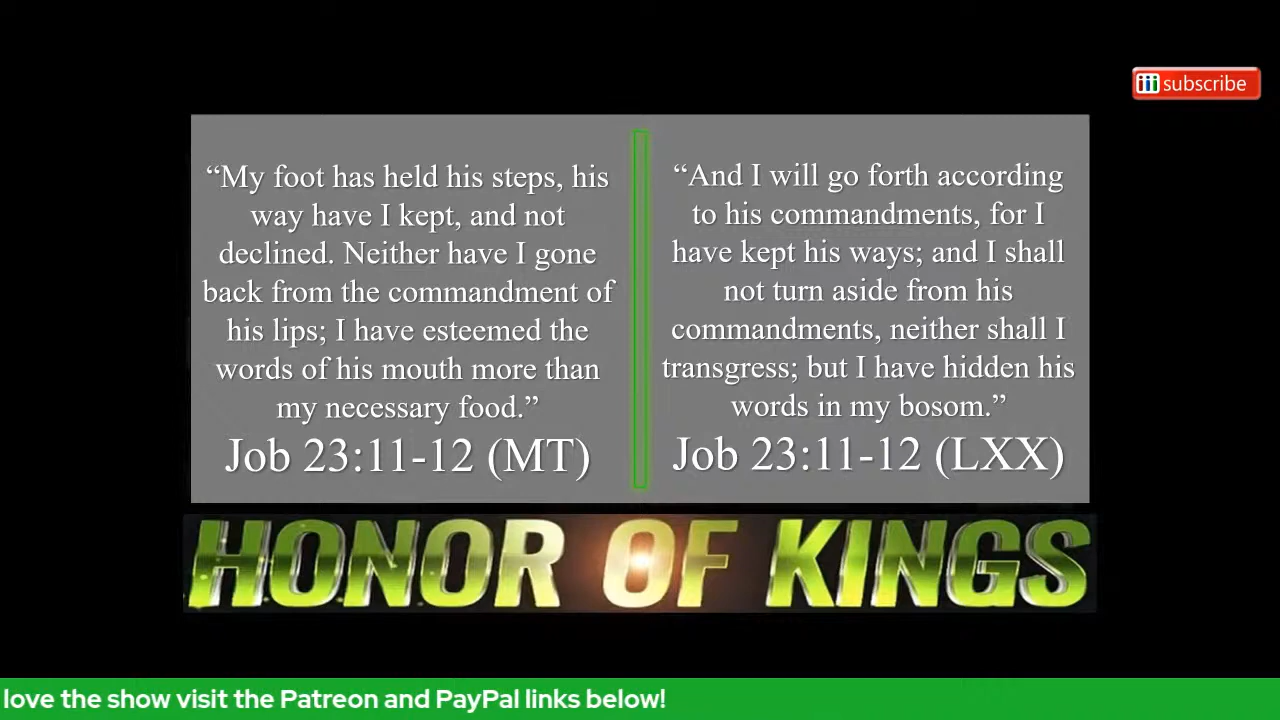 subscribe
“My foot has held his steps, his
way have I kept, and not
declined. Neither have I gone
back from the commandment of
his lips; I have esteemed the
words of his mouth more than
my necessary food.”
Job 23:11-12 (MT)
“And I will go forth according
to his commandments, for I
have kept his ways; and I shall
not turn aside from his
commandments, neither shall I
transgress; but I have hidden his
words in my bosom.”
Job 23:11-12 (LXX)
HONOR OF KINGS
love the show visit the Patreon and PayPal links below!